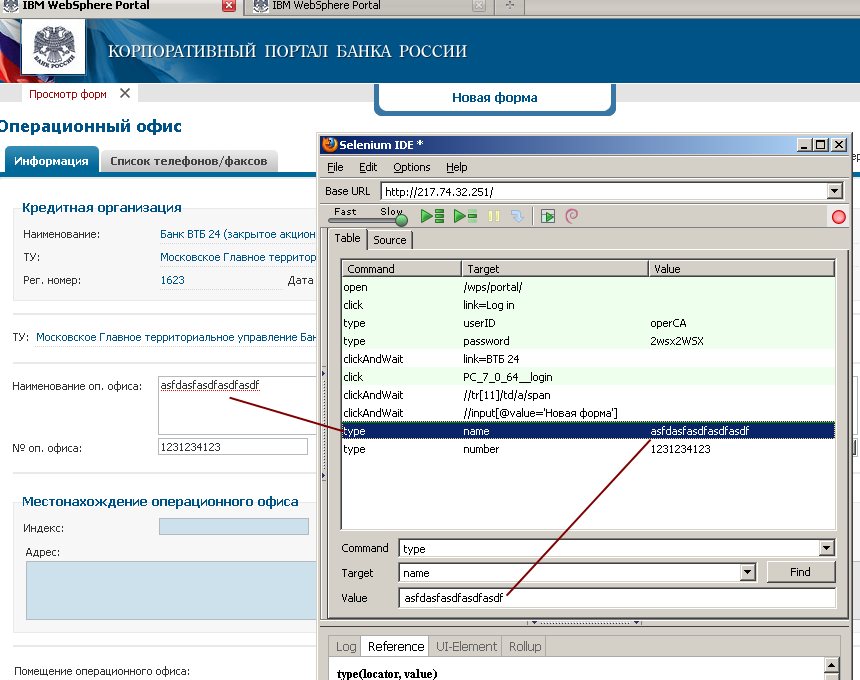 IBM WebSphere Portal
IBM WebSphere Portal
БАНК РОССИИ
КОРПОРАТИВНЫЙ ПОРТАЛ БАНКА РОССИИ
Просмотр форм
Новая форма
Операционный офис
Информация
Список телефонов/факсов
Кредитная организация
Наименование:
Банк ВТБ 24 (закрытое акцион
ТУ:
Московское Главное территор
Рег. номер:
1623
Дата
ТУ:
Московское Главное территориальное управление Бан
Наименование оп. офиса:
asfdasfasdfasdfasdf
№ оп. офиса:
1231234123
Местонахождение операционного офиса
Индекс:
Адрес:
Помещение операционного офиса:
Selenium IDE *
File Edit Options Help
Base URL http://217.74.32.251/
Fast Slow
Table Source
Command Target Value
open /wps/portal/
click link=Log in
type userID operCA
type password 2wsx2WSX
clickAndWait link=ВТБ 24
click PC_7_0_64__login
clickAndWait //tr[11]/td/a/span
clickAndWait //input[@value='Новая форма']
type name asfdasfasdfasdfasdf
type number 1231234123
Command type
Target name Find
Value asfdasfasdfasdfasdf
Log Reference UI-Element Rollup
type(locator, value)